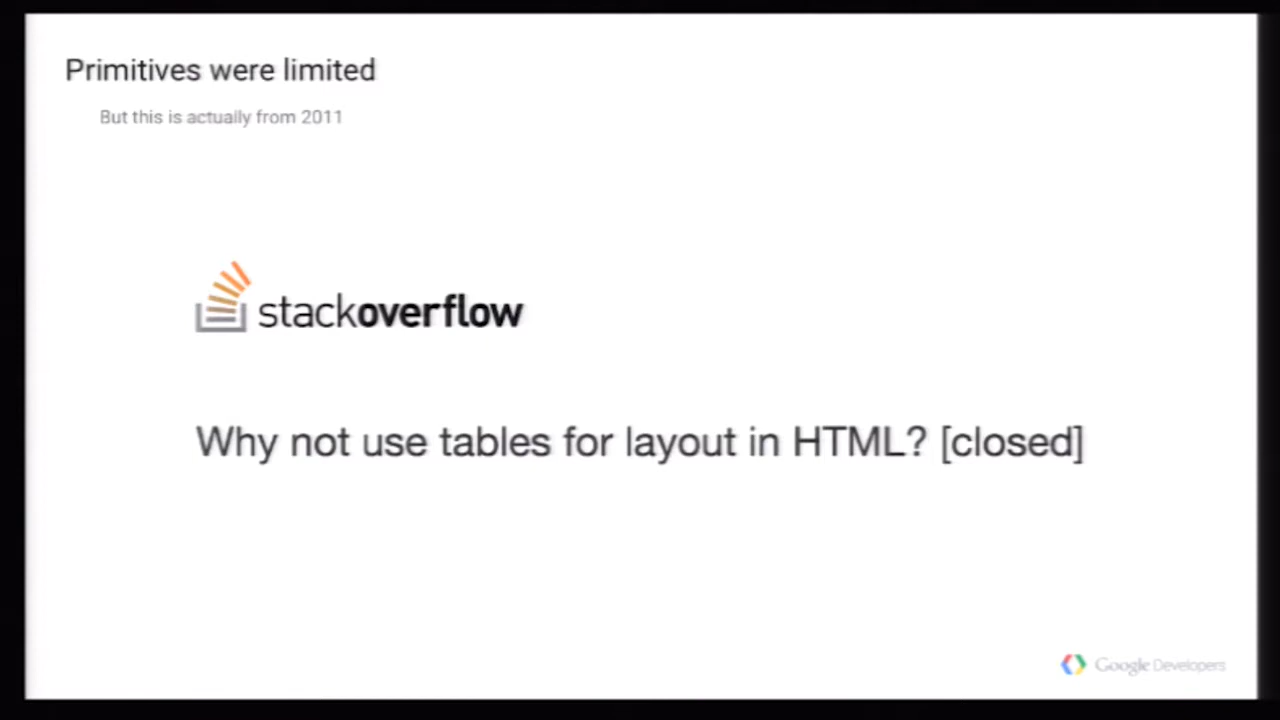 Primitives were limited
But this is actually from 2011
stackoverflow
Why not use tables for layout in HTML? [closed]
Google Developers